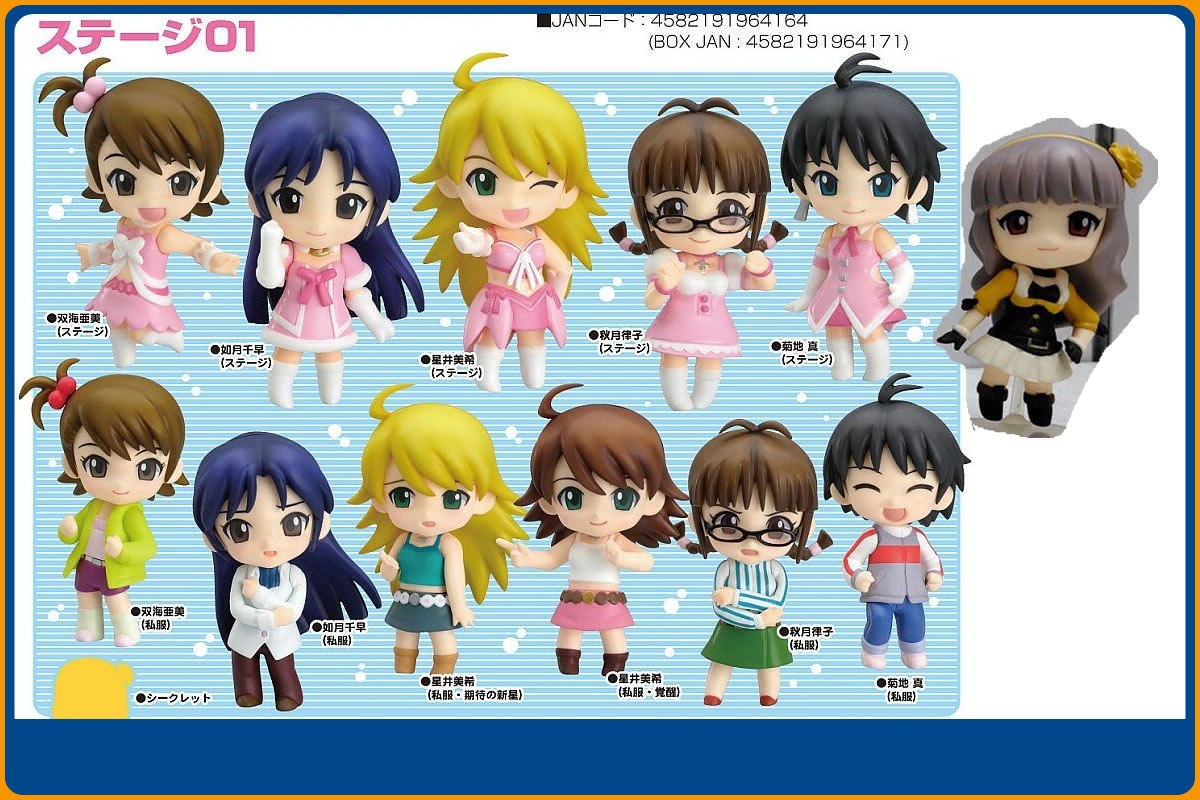 ステージ01
■JANコード : 4582191964164
(BOX JAN : 4582191964171)
●双海亜美
(ステージ)
●如月千早
(ステージ)
●星井美希
(ステージ)
●秋月律子
(ステージ)
●菊地 真
(ステージ)
●双海亜美
(私服)
●如月千早
(私服)
●星井美希
(私服・期待の新星)
●星井美希
(私服・覚醒)
●秋月律子
(私服)
●菊地 真
(私服)
●シークレット